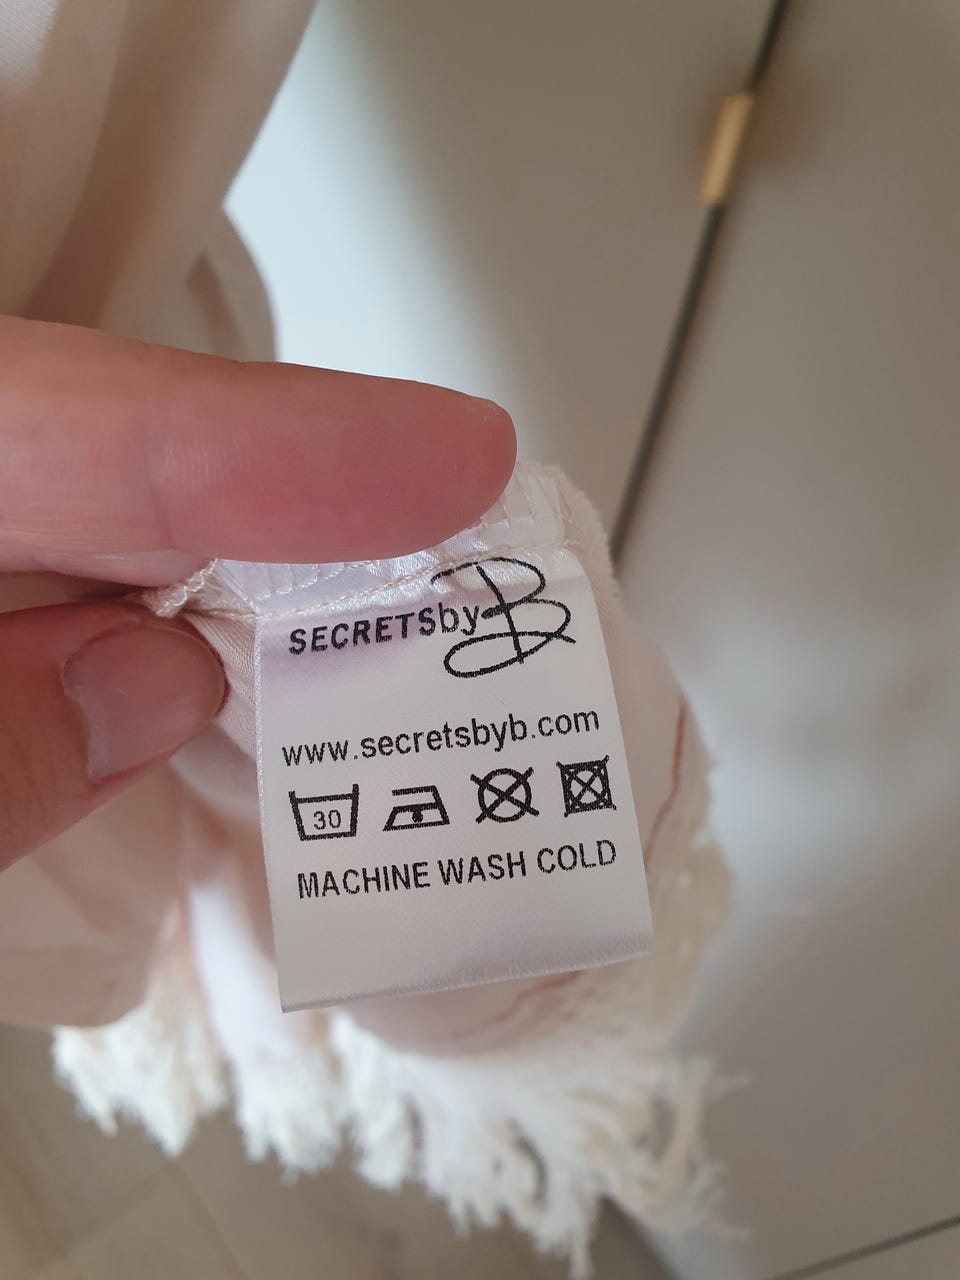 SECRETSbyB
www.secretsbyb.com
30
MACHINE WASH COLD